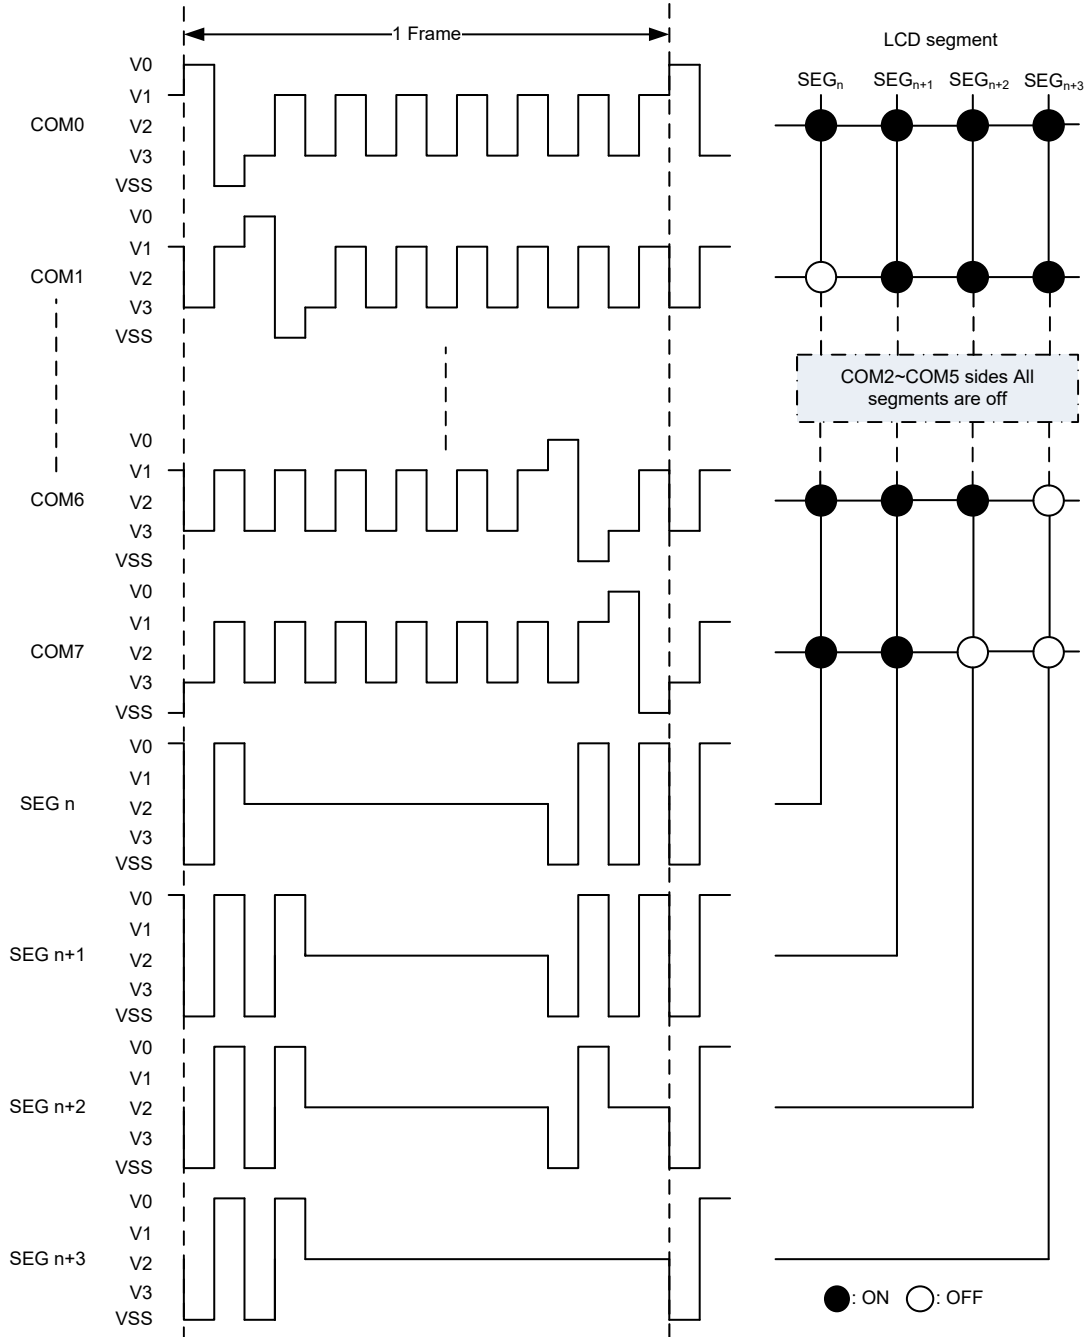 1 Frame
LCD segment
SEGn SEGn+1 SEGn+2 SEGn+3
COM0
V0
V1
V2
V3
VSS
COM1
V0
V1
V2
V3
VSS
COM2~COM5 sides All
segments are off
COM6
V0
V1
V2
V3
VSS
COM7
V0
V1
V2
V3
VSS
SEG n
V0
V1
V2
V3
VSS
SEG n+1
V0
V1
V2
V3
VSS
SEG n+2
V0
V1
V2
V3
VSS
SEG n+3
V0
V1
V2
V3
VSS
: ON : OFF